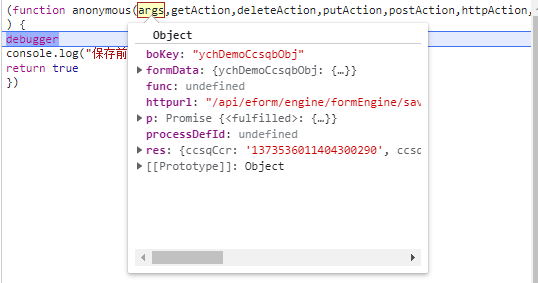 (function anonymous(args,getAction,deleteAction,putAction,postAction,httpAction,
) {
debugger
console.log("保存前
return true
})
Object
boKey: "ychDemoCcsqbObj"
formData: {ychDemoCcsqbObj: {…}}
func: undefined
httpurl: "/api/eform/engine/formEngine/sav
p: Promise {<fulfilled>: {…}}
processDefId: undefined
res: {ccsqCcr: '1373536011404300290', ccsq
[[Prototype]]: Object